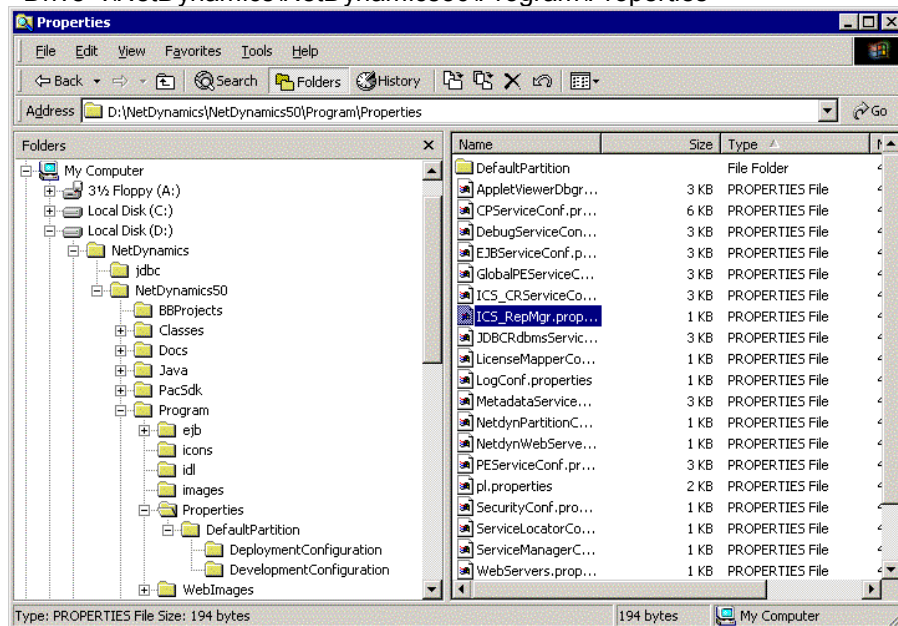 Properties
File Edit View Favorites Tools Help
Back Search Folders History
Address D:\NetDynamics\NetDynamics50\Program\Properties Go
Folders x
My Computer
3½ Floppy (A:)
Local Disk (C:)
Local Disk (D:)
NetDynamics
jdbc
NetDynamics50
BBProjects
Classes
Docs
Java
PacSdk
Program
ejb
icons
idl
images
Properties
DefaultPartition
DeploymentConfiguration
DevelopmentConfiguration
WebImages
Name Size Type
DefaultPartition File Folder
AppletViewerDbgr... 3 KB PROPERTIES File
CPServiceConf.pr... 6 KB PROPERTIES File
DebugServiceCon... 3 KB PROPERTIES File
EJBServiceConf.p... 3 KB PROPERTIES File
GlobalPEServiceC... 3 KB PROPERTIES File
ICS_CRServiceCo... 3 KB PROPERTIES File
ICS_RepMgr.prop... 1 KB PROPERTIES File
JDBCRdbmsServic... 3 KB PROPERTIES File
LicenseMapperCo... 1 KB PROPERTIES File
LogConf.properties 1 KB PROPERTIES File
MetadataService... 3 KB PROPERTIES File
NetdynPartitionC... 1 KB PROPERTIES File
NetdynWebServe... 1 KB PROPERTIES File
PEServiceConf.pr... 3 KB PROPERTIES File
pl.properties 2 KB PROPERTIES File
SecurityConf.pro... 1 KB PROPERTIES File
ServiceLocatorCo... 1 KB PROPERTIES File
ServiceManagerC... 1 KB PROPERTIES File
WebServers.prop... 1 KB PROPERTIES File
Type: PROPERTIES File Size: 194 bytes 194 bytes My Computer